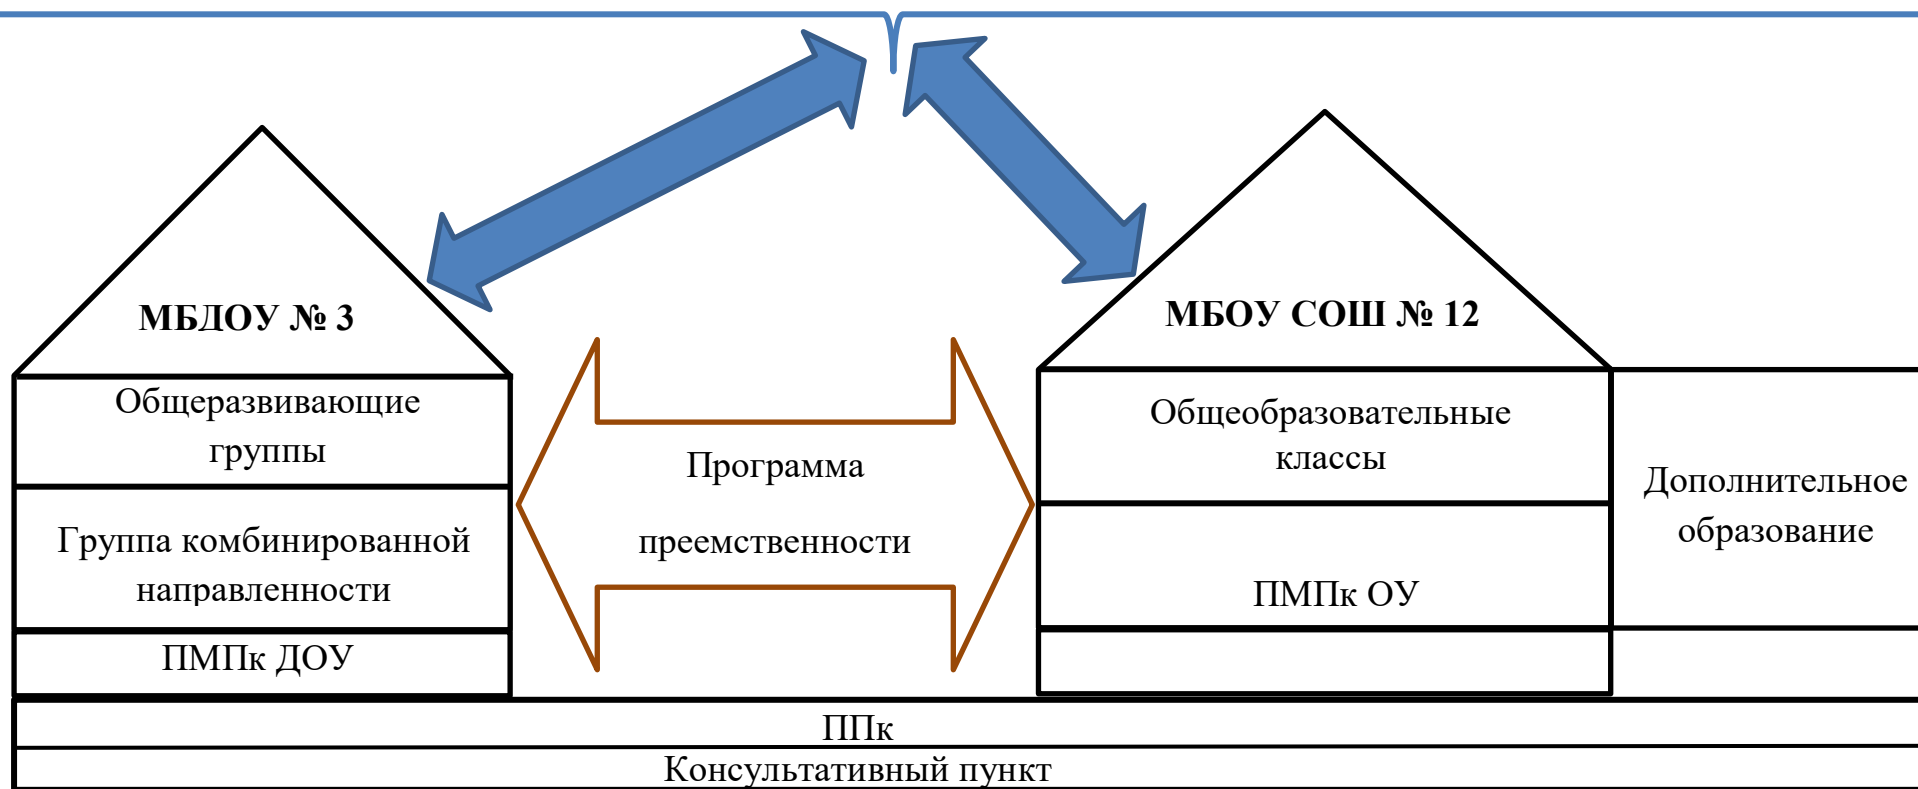 МБДОУ № 3
Общеразвивающие
группы
Группа комбинированной
направленности
ПМПк ДОУ
Программа
преемственности
МБОУ СОШ № 12
Общеобразовательные
классы
ПМПк ОУ
Дополнительное
образование
ППк
Консультативный пункт